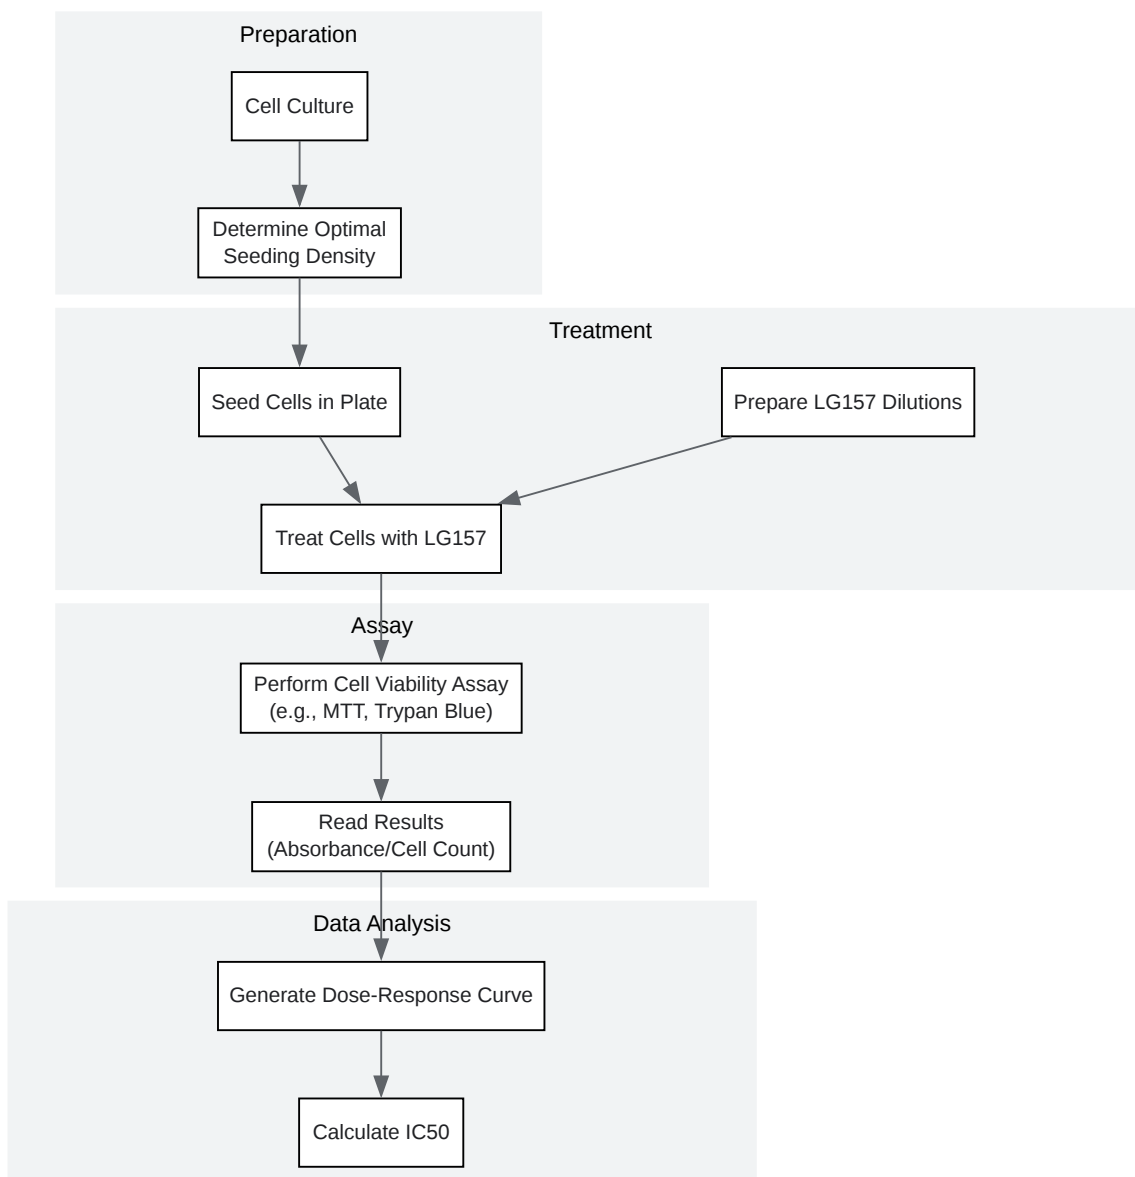 Preparation
Cell Culture
Determine Optimal
Seeding Density
Treatment
Seed Cells in Plate
Prepare LG157 Dilutions
Treat Cells with LG157
Assay
Perform Cell Viability Assay
(e.g., MTT, Trypan Blue)
Read Results
(Absorbance/Cell Count)
Data Analysis
Generate Dose-Response Curve
Calculate IC50